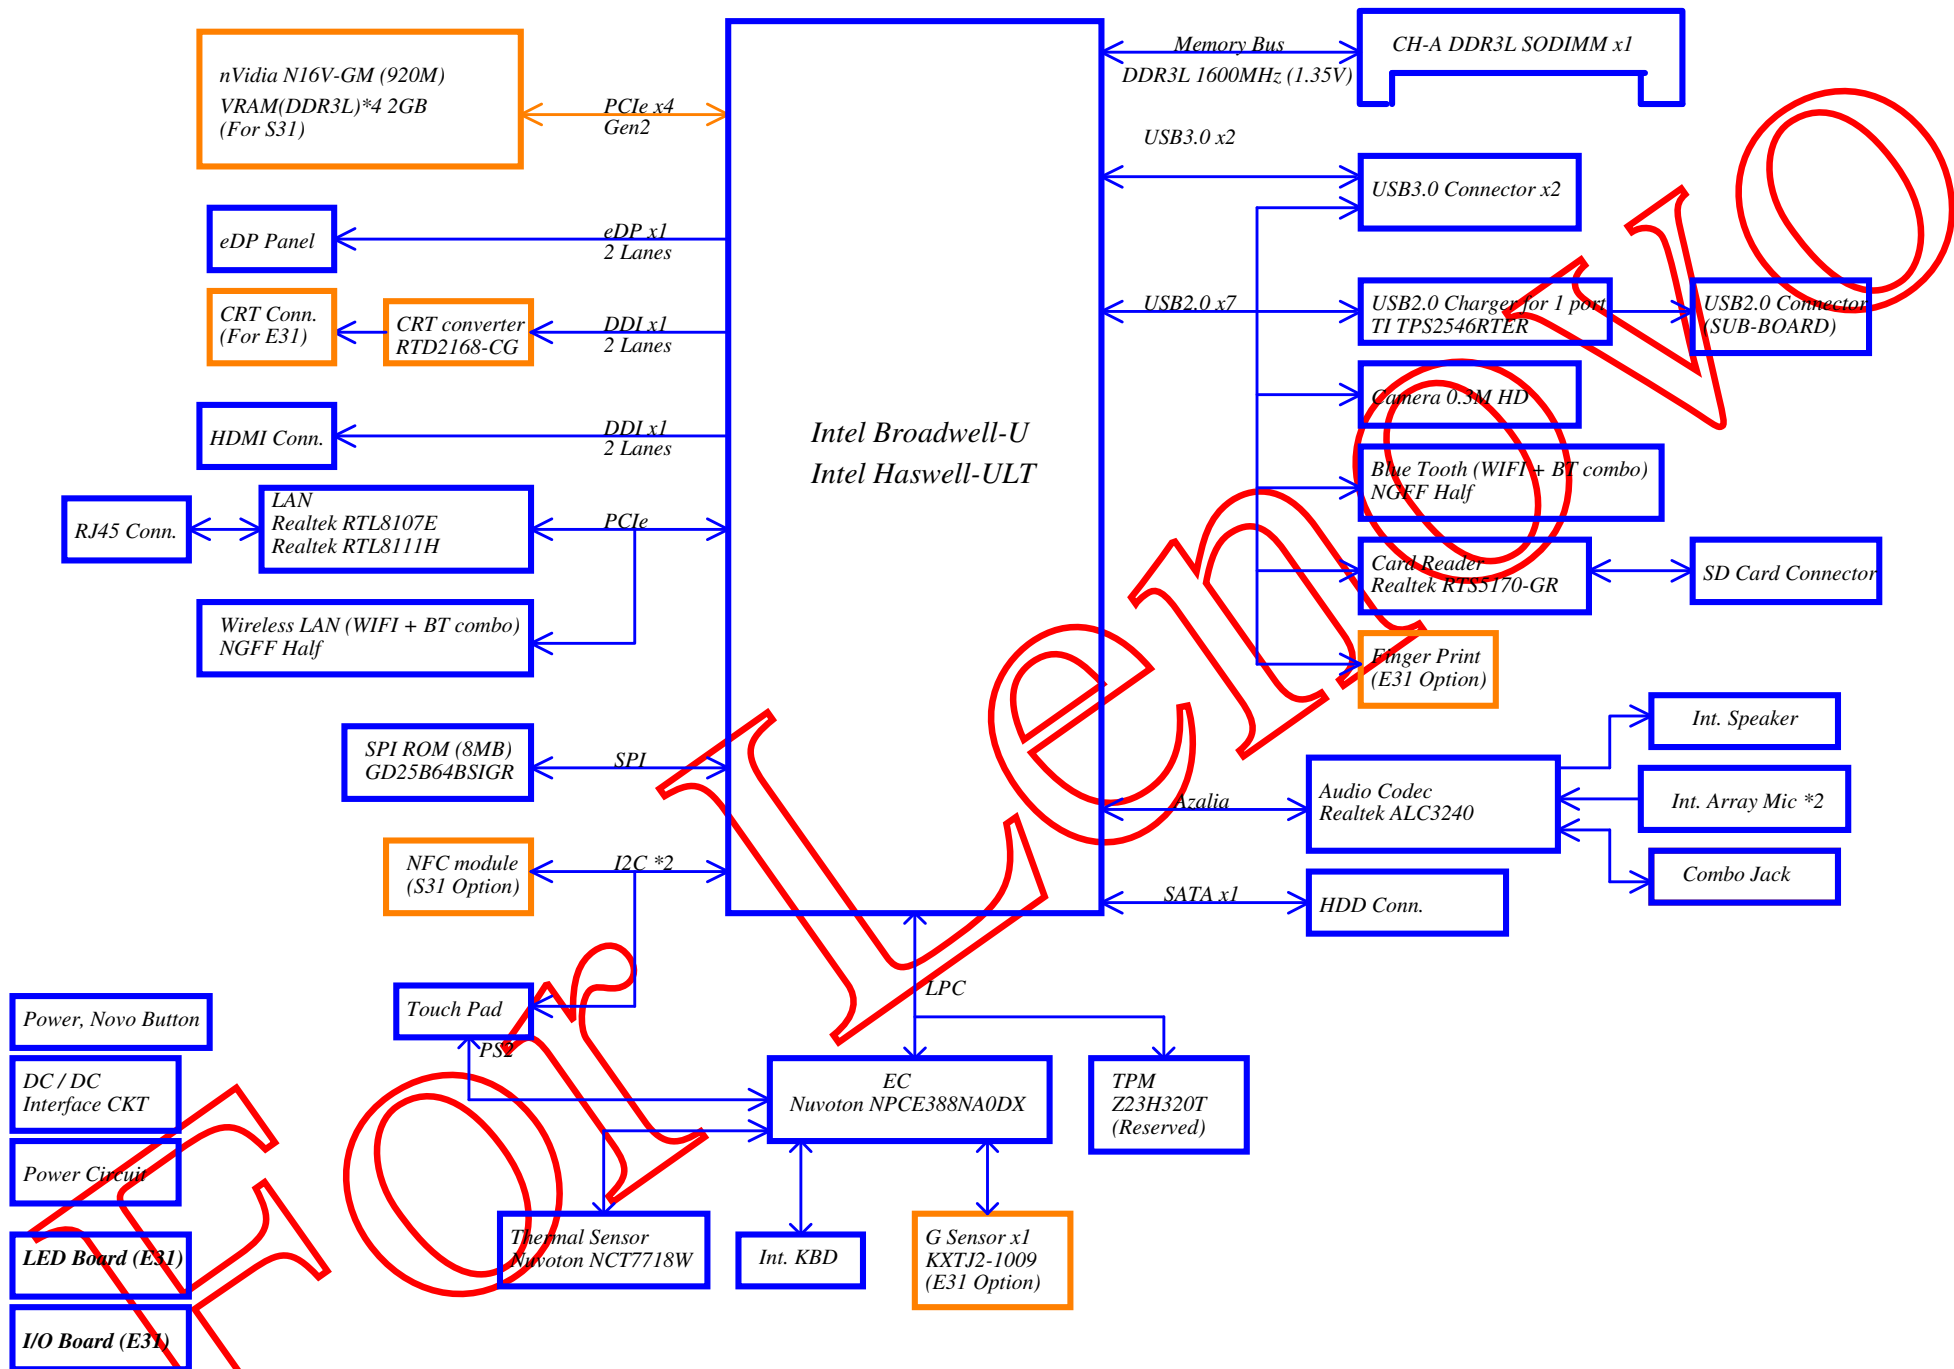 nVidia N16V-GM (920M)
VRAM(DDR3L)*4 2GB
(For S31)
PCIe x4
Gen2
eDP Panel
eDP x1
2 Lanes
CRT Conn.
(For E31)
CRT converter
RTD2168-CG
DDI x1
2 Lanes
HDMI Conn.
DDI x1
2 Lanes
RJ45 Conn.
LAN
Realtek RTL8107E
Realtek RTL8111H
PCIe
Wireless LAN (WIFI + BT combo)
NGFF Half
SPI ROM (8MB)
GD25B64BSIGR
SPI
NFC module
(S31 Option)
I2C *2
Touch Pad
PS2
Intel Broadwell-U
Intel Haswell-ULT
Memory Bus
DDR3L 1600MHz (1.35V)
CH-A DDR3L SODIMM x1
USB3.0 x2
USB3.0 Connector x2
USB2.0 x7
USB2.0 Charger for 1 port
TI TPS2546RTER
USB2.0 Connector
(SUB-BOARD)
Camera 0.3M HD
Blue Tooth (WIFI + BT combo)
NGFF Half
Card Reader
Realtek RTS5170-GR
SD Card Connector
Finger Print
(E31 Option)
Azalia
Audio Codec
Realtek ALC3240
Int. Speaker
Int. Array Mic *2
Combo Jack
SATA x1
HDD Conn.
LPC
EC
Nuvoton NPCE388NA0DX
TPM
Z23H320T
(Reserved)
Thermal Sensor
Nuvoton NCT7718W
Int. KBD
G Sensor x1
KXTJ2-1009
(E31 Option)
Power, Novo Button
DC / DC
Interface CKT
Power Circuit
LED Board (E31)
I/O Board (E31)
For Lenovo